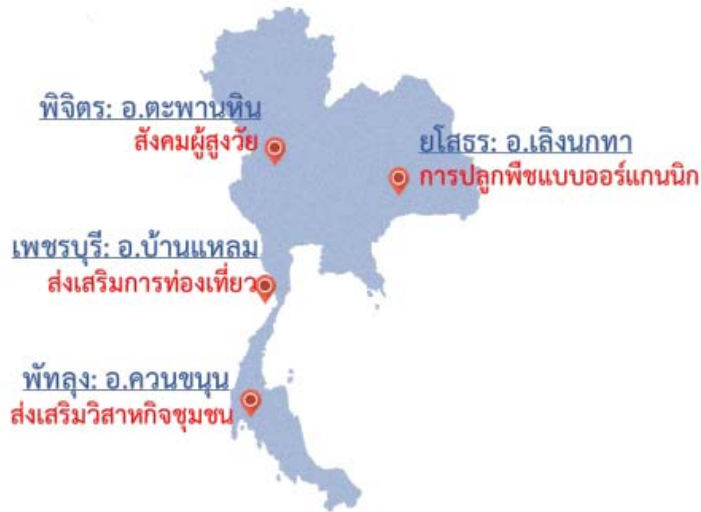 พิจิตร: อ.ตะพานหิน
สังคมผู้สูงวัย
ยโสธร: อ.เลิงนกทา
การปลูกพืชแบบออร์แกนนิก
เพชรบุรี: อ.บ้านแหลม
ส่งเสริมการท่องเที่ยว
พัทลุง: อ.ควนขนุน
ส่งเสริมวิสาหกิจชุมชน